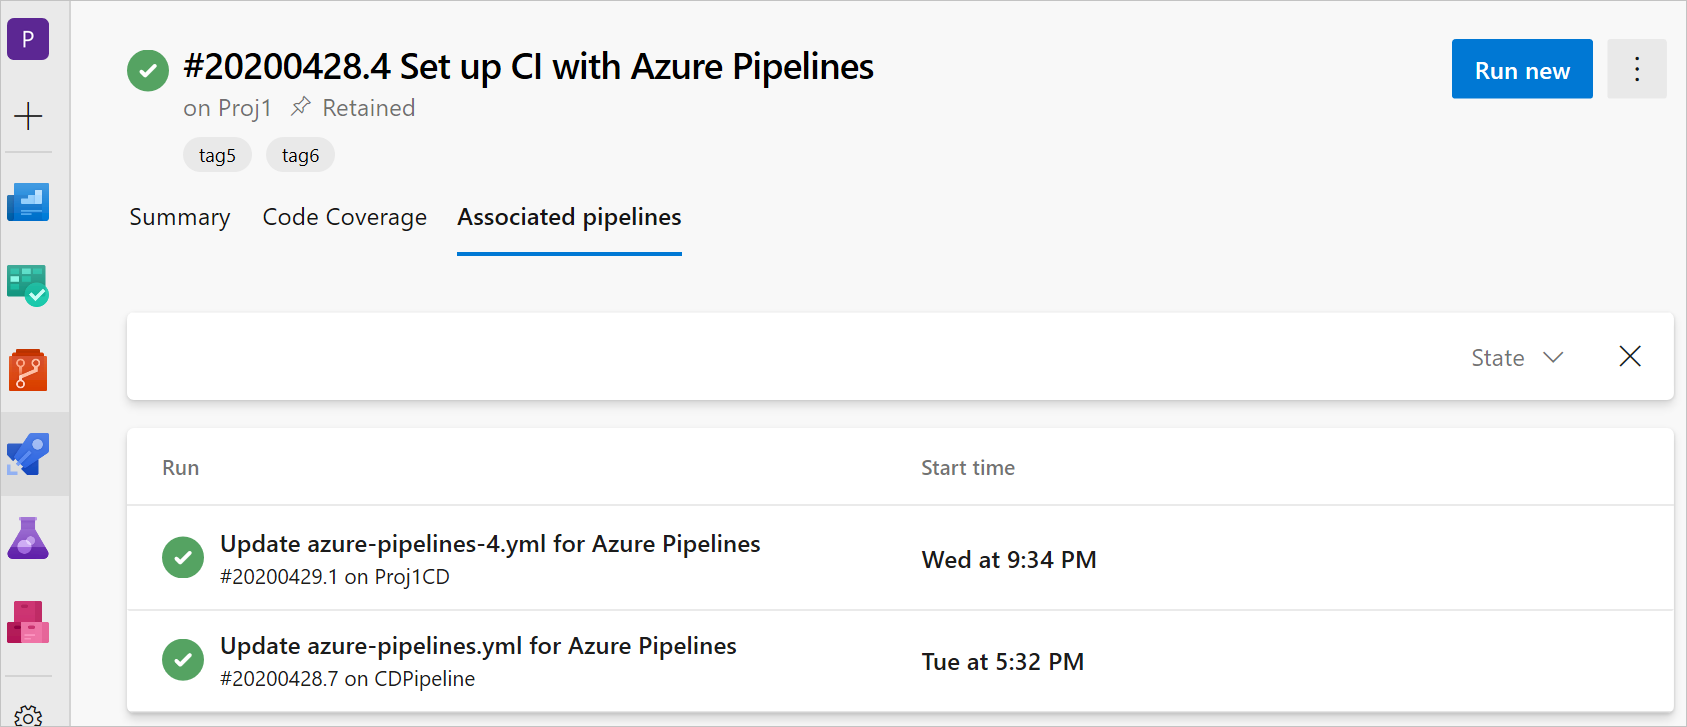 P
#20200428.4 Set up CI with Azure Pipelines
Run new
on Proj1 Retained
tag5 tag6
Summary Code Coverage Associated pipelines
State
Run Start time
Update azure-pipelines-4.yml for Azure Pipelines
#20200429.1 on Proj1CD
Wed at 9:34 PM
Update azure-pipelines.yml for Azure Pipelines
#20200428.7 on CDPipeline
Tue at 5:32 PM